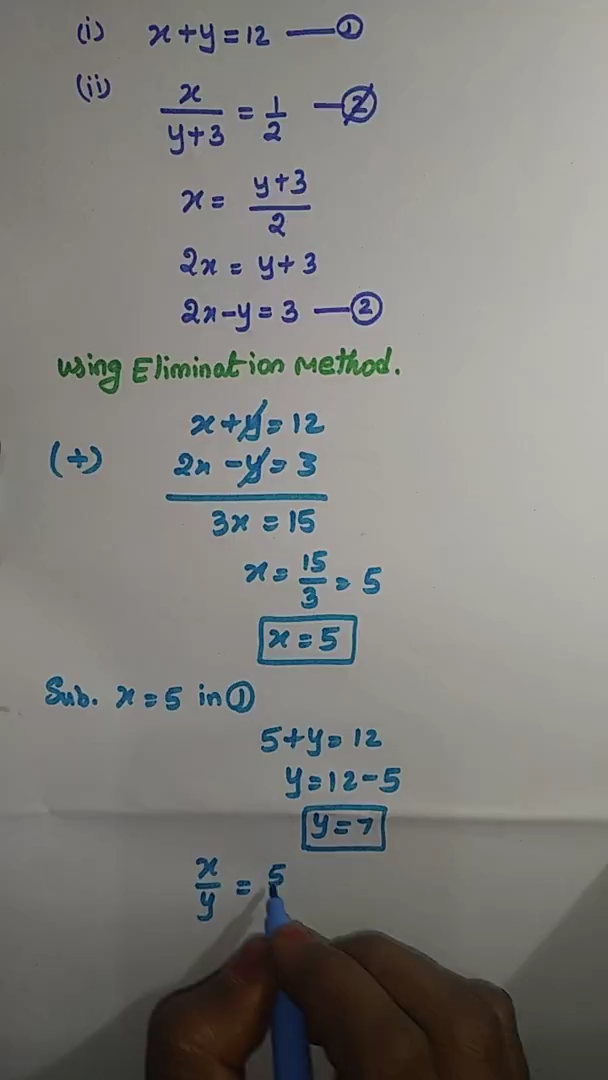 (i) x+y=12 —①
(ii) x/y+3 = 1/2 —②
x = y+3/2
2x = y+3
2x-y=3 —②
using Elimination method.
x+y=12
(+) 2x-y=3
3x=15
x=15/3=5
x=5
Sub. x=5 in ①
5+y=12
y=12-5
y=7
x/y = 5